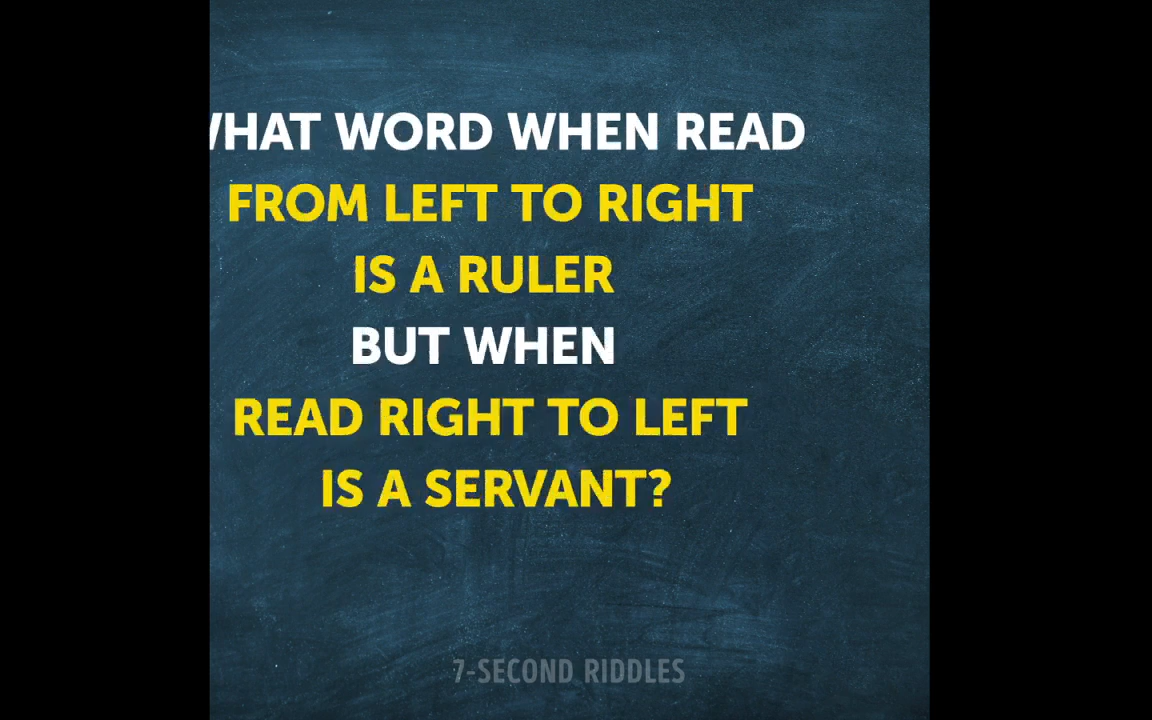 WHAT WORD WHEN READ
FROM LEFT TO RIGHT
IS A RULER
BUT WHEN
READ RIGHT TO LEFT
IS A SERVANT?
7-SECOND RIDDLES